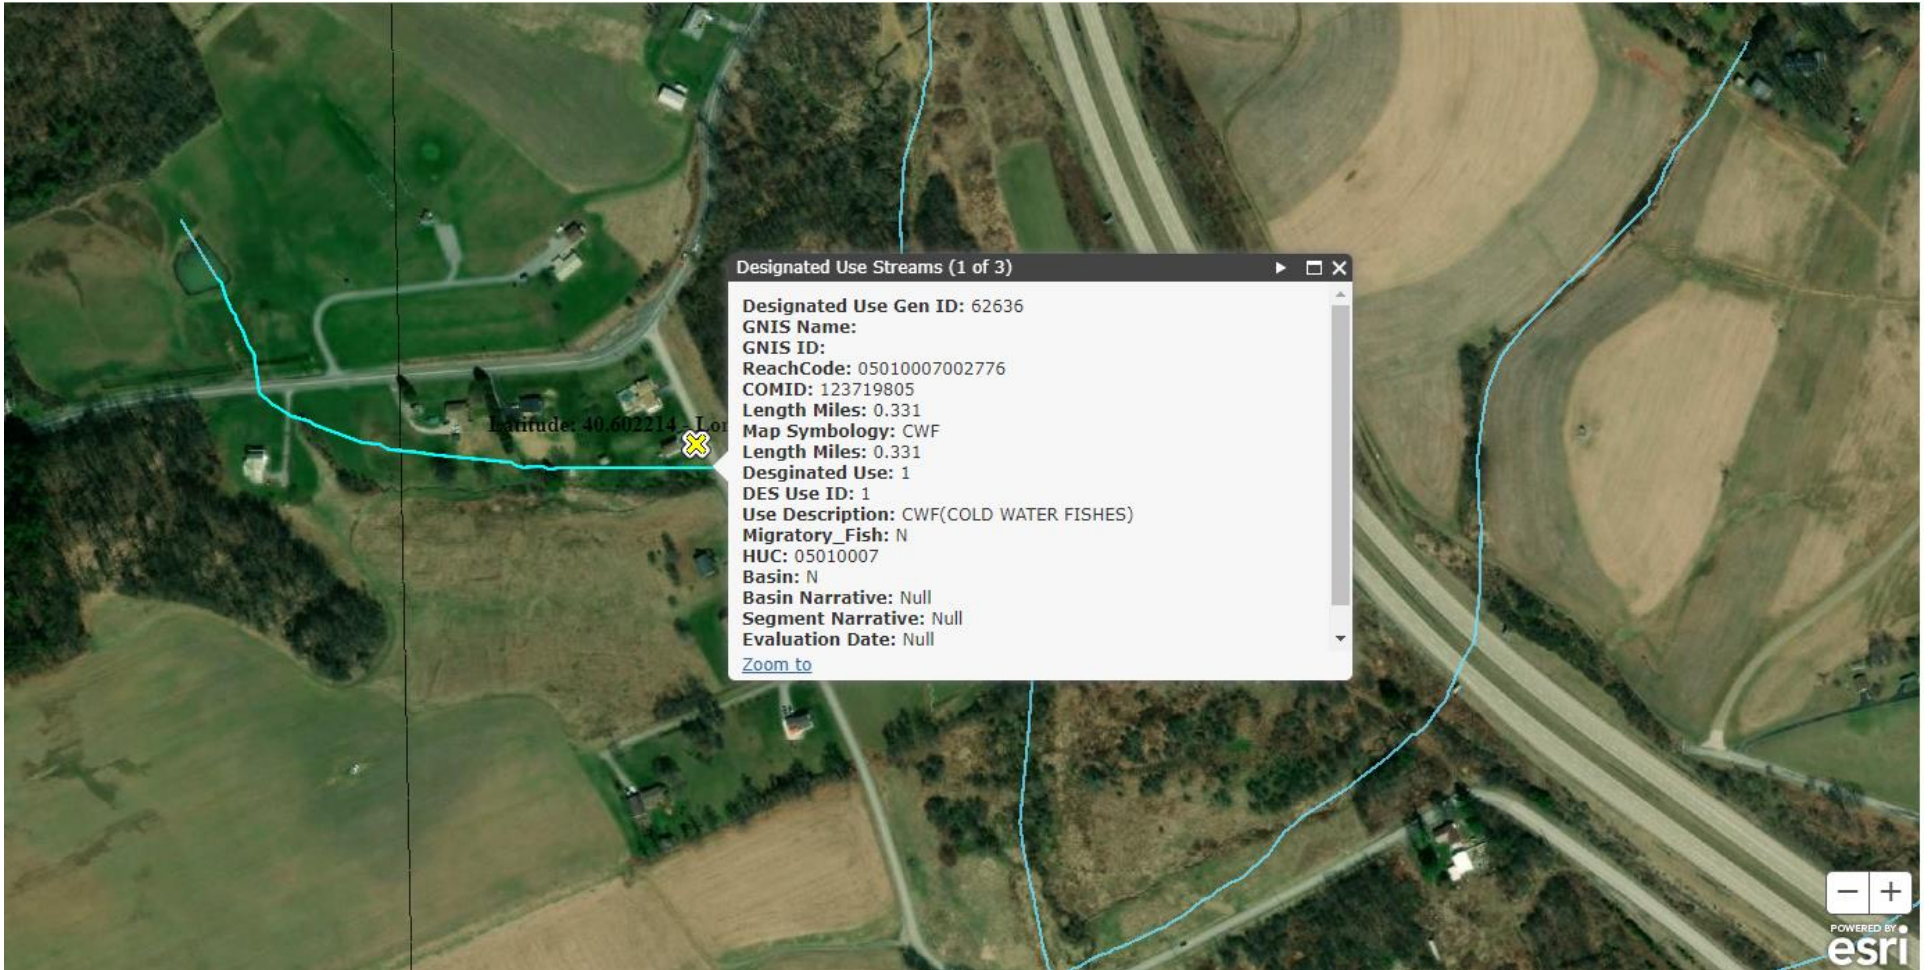 Designated Use Streams (1 of 3)
Designated Use Gen ID: 62636
GNIS Name:
GNIS ID:
ReachCode: 05010007002776
COMID: 123719805
Length Miles: 0.331
Latitude: 40.602214 - Lon
Map Symbology: CWF
Length Miles: 0.331
Desginated Use: 1
DES Use ID: 1
Use Description: CWF(COLD WATER FISHES)
Migratory_Fish: N
HUC: 05010007
Basin: N
Basin Narrative: Null
Segment Narrative: Null
Evaluation Date: Null
Zoom to
POWERED BY
esri